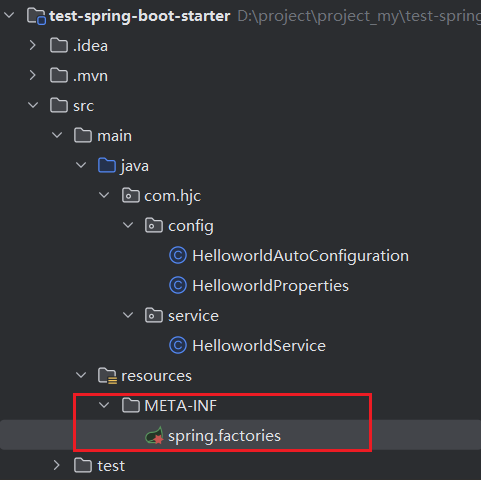 test-spring-boot-starter D:\project\project_my\test-spring
.idea
.mvn
src
main
java
com.hjc
config
HelloworldAutoConfiguration
HelloworldProperties
service
HelloworldService
resources
META-INF
spring.factories
test